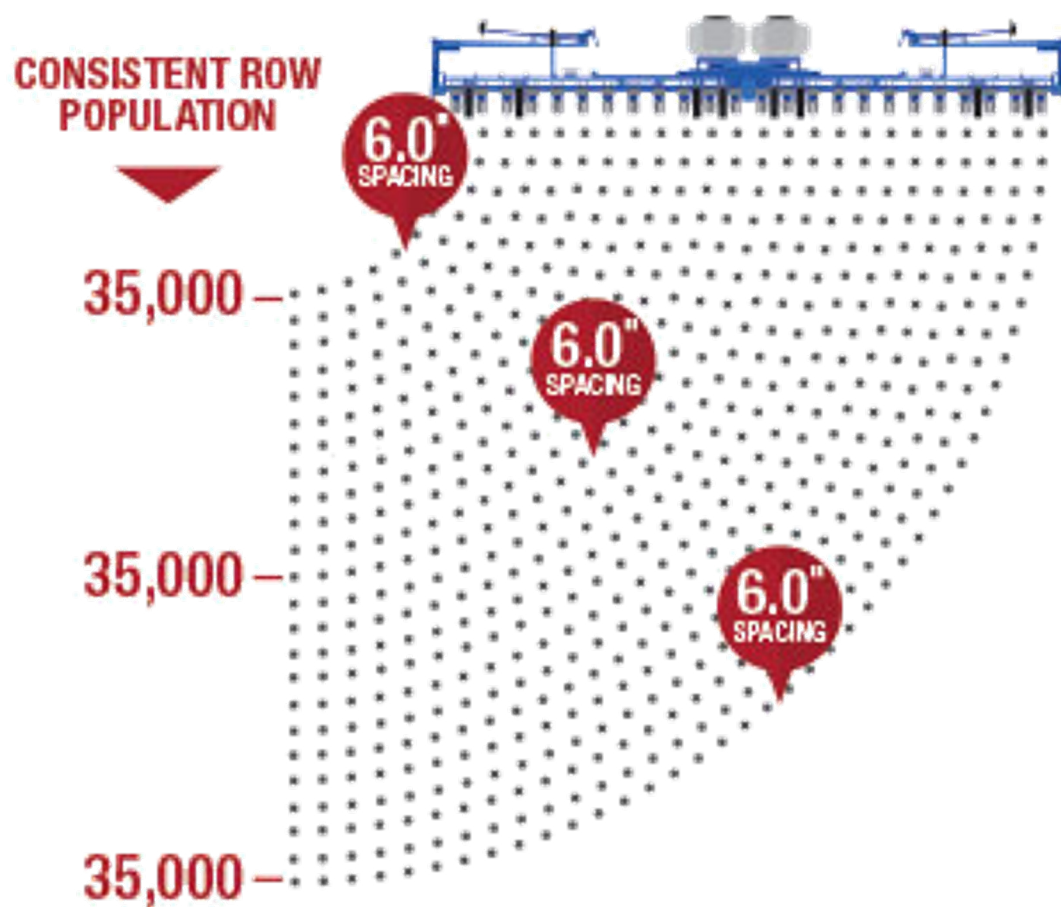 CONSISTENT ROW
POPULATION
6.0"
SPACING
35,000
6.0"
SPACING
35,000
6.0"
SPACING
35,000